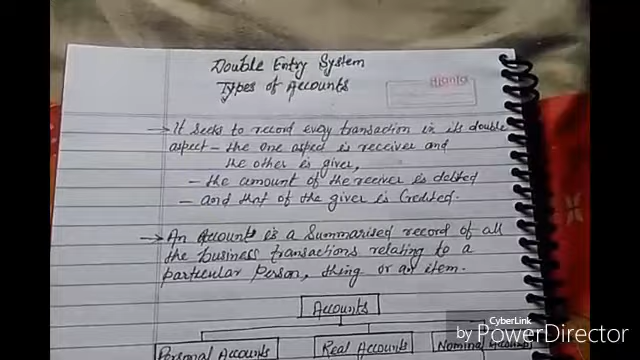 Double Entry System
Types of Accounts
Ajanta
→ It seeks to record every transaction in its double
aspect - the one aspect is receiver and
the other is giver,
- the amount of the receiver is debited
- and that of the giver is Credited.
→ An Account is a Summarised record of all
the business transactions relating to a
particular person, thing or an item.
Accounts
CyberLink
by PowerDirector
Personal Accounts
Real Accounts
Nominal Accounts